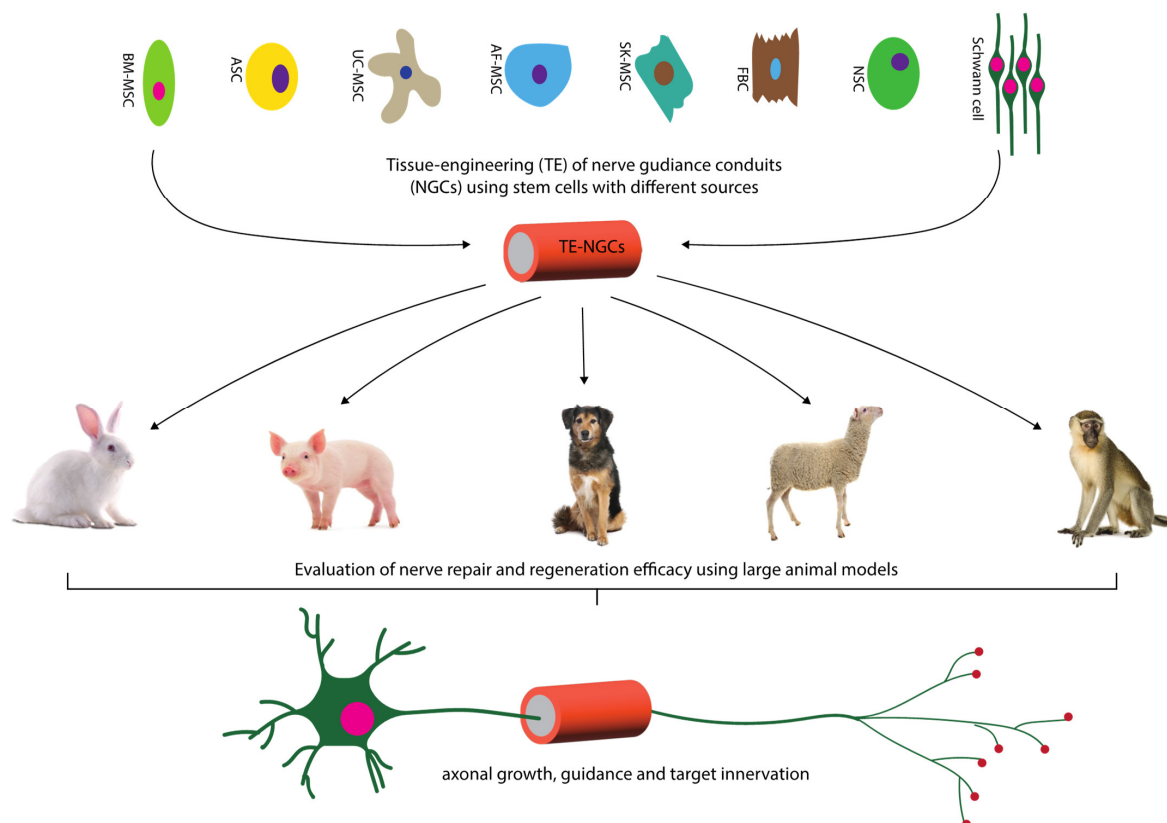 BM-MSC
ASC
UC-MSC
AF-MSC
SK-MSC
FBC
NSC
Schwann cell
Tissue-engineering (TE) of nerve gudiance conduits
(NGCs) using stem cells with different sources
TE-NGCs
Evaluation of nerve repair and regeneration efficacy using large animal models
axonal growth, guidance and target innervation